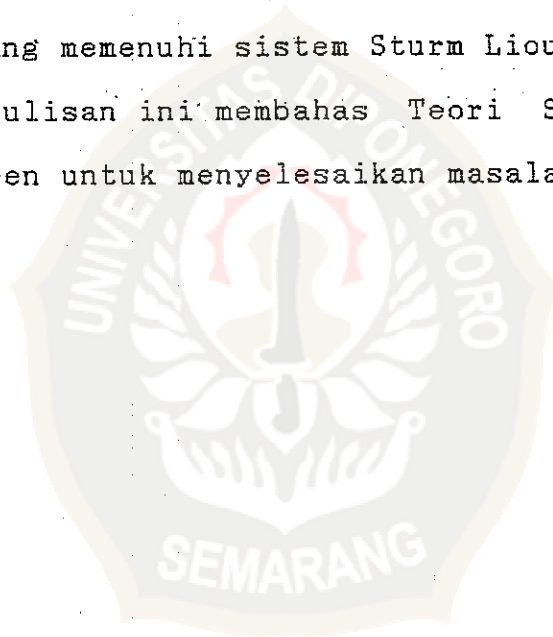 ng memenuhi sistem Sturm Liou
ulisan ini membahas Teori S
en untuk menyelesaikan masala
UNIVERSITAS DIPONEGORO
SEMARANG